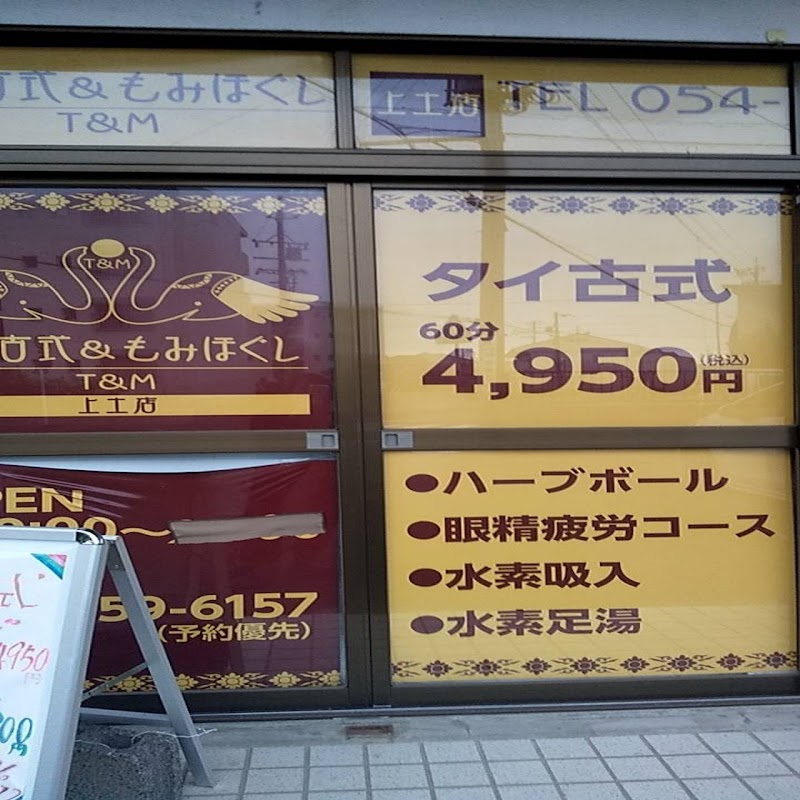 古式&もみほぐし
T&M
上土店
TEL 054-
T&M
古式&もみほぐし
T&M
上土店
タイ古式
60分
4,950円
(税込)
PEN
:00〜
59-6157
(予約優先)
●ハーブボール
●眼精疲労コース
●水素吸入
●水素足湯
4950
円